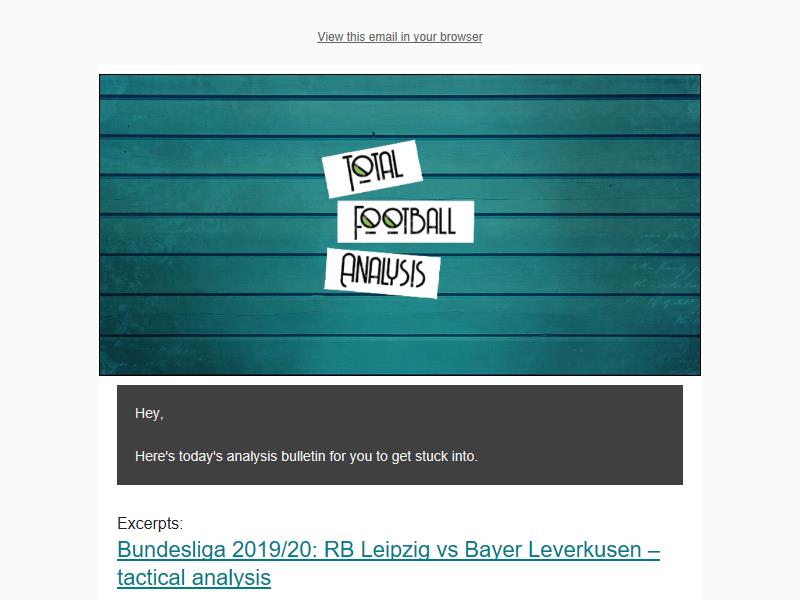 View this email in your browser
TOTAL
FOOTBALL
ANALYSIS
Hey,
Here's today's analysis bulletin for you to get stuck into.
Excerpts:
Bundesliga 2019/20: RB Leipzig vs Bayer Leverkusen –
tactical analysis